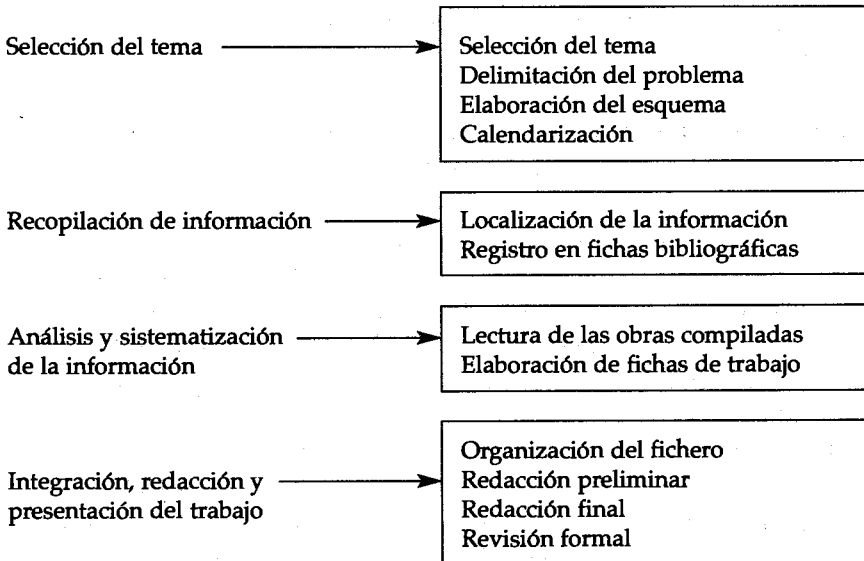 Selección del tema
Selección del tema
Delimitación del problema
Elaboración del esquema
Calendarización
Recopilación de información
Localización de la información
Registro en fichas bibliográficas
Análisis y sistematización
de la información
Lectura de las obras compiladas
Elaboración de fichas de trabajo
Integración, redacción y
presentación del trabajo
Organización del fichero
Redacción preliminar
Redacción final
Revisión formal